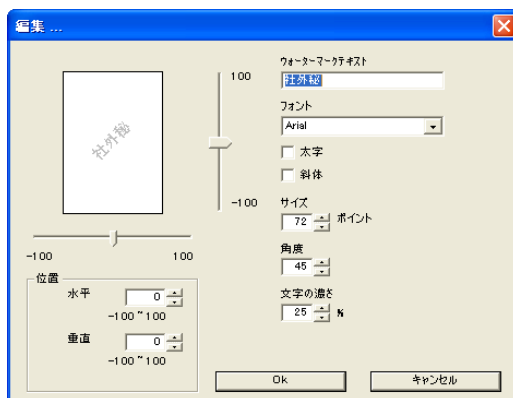 編集 ...
社外秘
100
-100
-100
100
位置
水平
0
-100 ~ 100
垂直
0
-100 ~ 100
ウォーターマークテキスト
社外秘
フォント
Arial
太字
斜体
サイズ
72
ポイント
角度
45
文字の濃さ
25
%
Ok
キャンセル